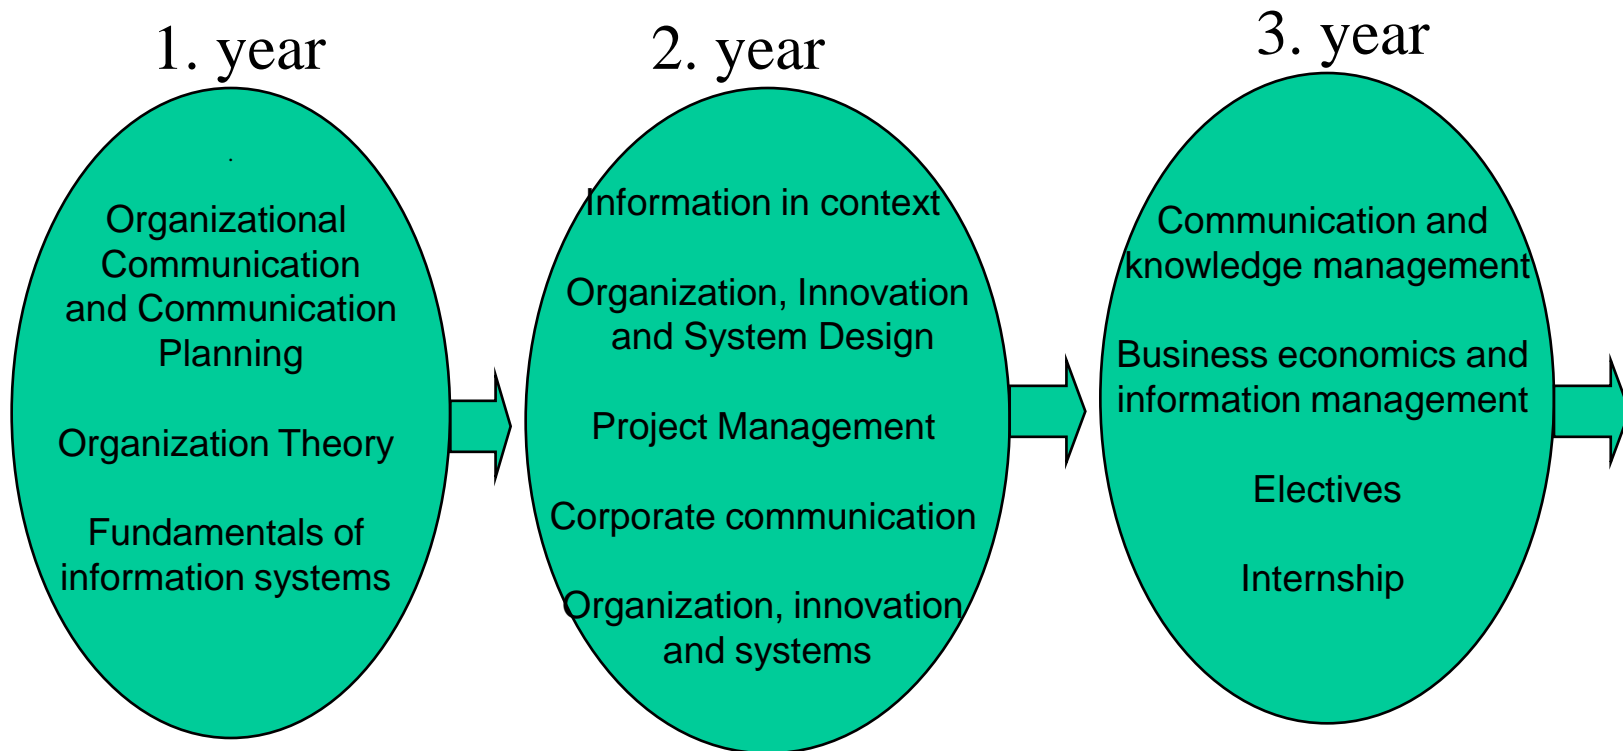 1. year
.
Organizational
Communication
and Communication
Planning
Organization Theory
Fundamentals of
information systems
2. year
Information in context
Organization, Innovation
and System Design
Project Management
Corporate communication
Organization, innovation
and systems
3. year
Communication and
knowledge management
Business economics and
information management
Electives
Internship